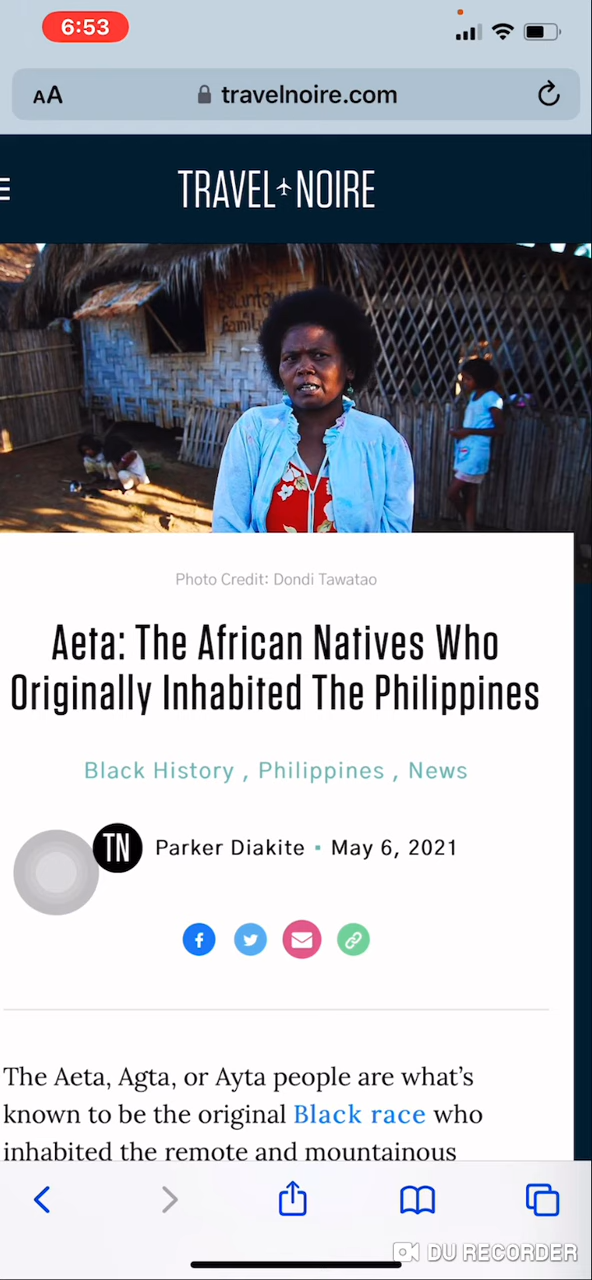 6:53
AA travelnoire.com
TRAVEL NOIRE
Photo Credit: Dondi Tawatao
Aeta: The African Natives Who
Originally Inhabited The Philippines
Black History , Philippines , News
TN Parker Diakite • May 6, 2021
The Aeta, Agta, or Ayta people are what’s
known to be the original Black race who
inhabited the remote and mountainous
DU RECORDER